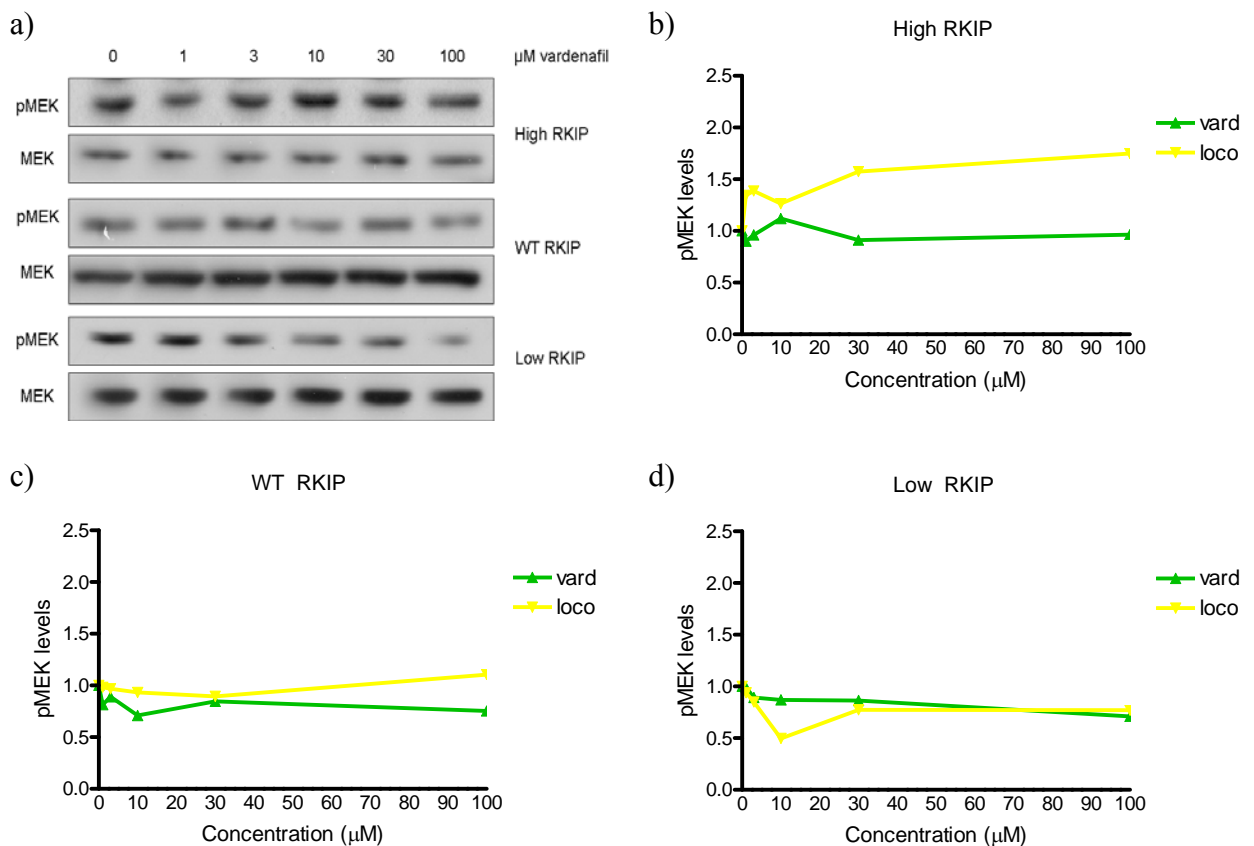 a)
0 1 3 10 30 100 µM vardenafil
pMEK
High RKIP
MEK
pMEK
WT RKIP
MEK
pMEK
Low RKIP
MEK
b)
High RKIP
2.5
2.0
1.5
1.0
0.5
0.0
pMEK levels
0 10 20 30 40 50 60 70 80 90 100
Concentration (µM)
vard
loco
c)
WT RKIP
2.5
2.0
1.5
1.0
0.5
0.0
pMEK levels
0 10 20 30 40 50 60 70 80 90 100
Concentration (µM)
vard
loco
d)
Low RKIP
2.5
2.0
1.5
1.0
0.5
0.0
pMEK levels
0 10 20 30 40 50 60 70 80 90 100
Concentration (µM)
vard
loco